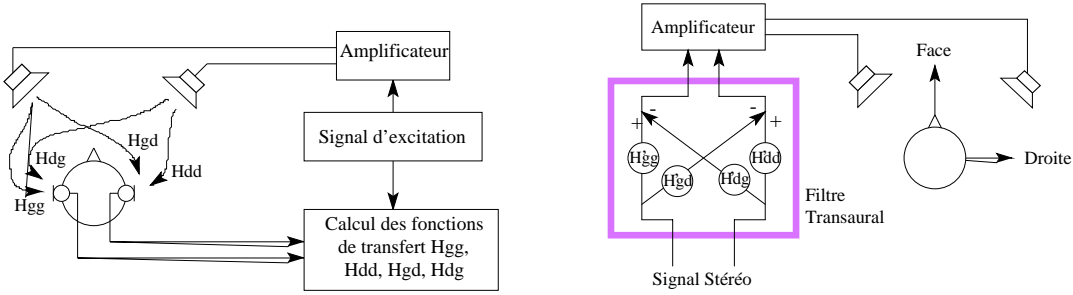 Amplificateur
Signal d'excitation
Hgd
Hdg
Hdd
Hgg
Calcul des fonctions
de transfert Hgg,
Hdd, Hgd, Hdg
Amplificateur
Face
- -
+ +
H'gg
H'dd
H'gd
H'dg
Droite
Filtre
Transaural
Signal Stéréo